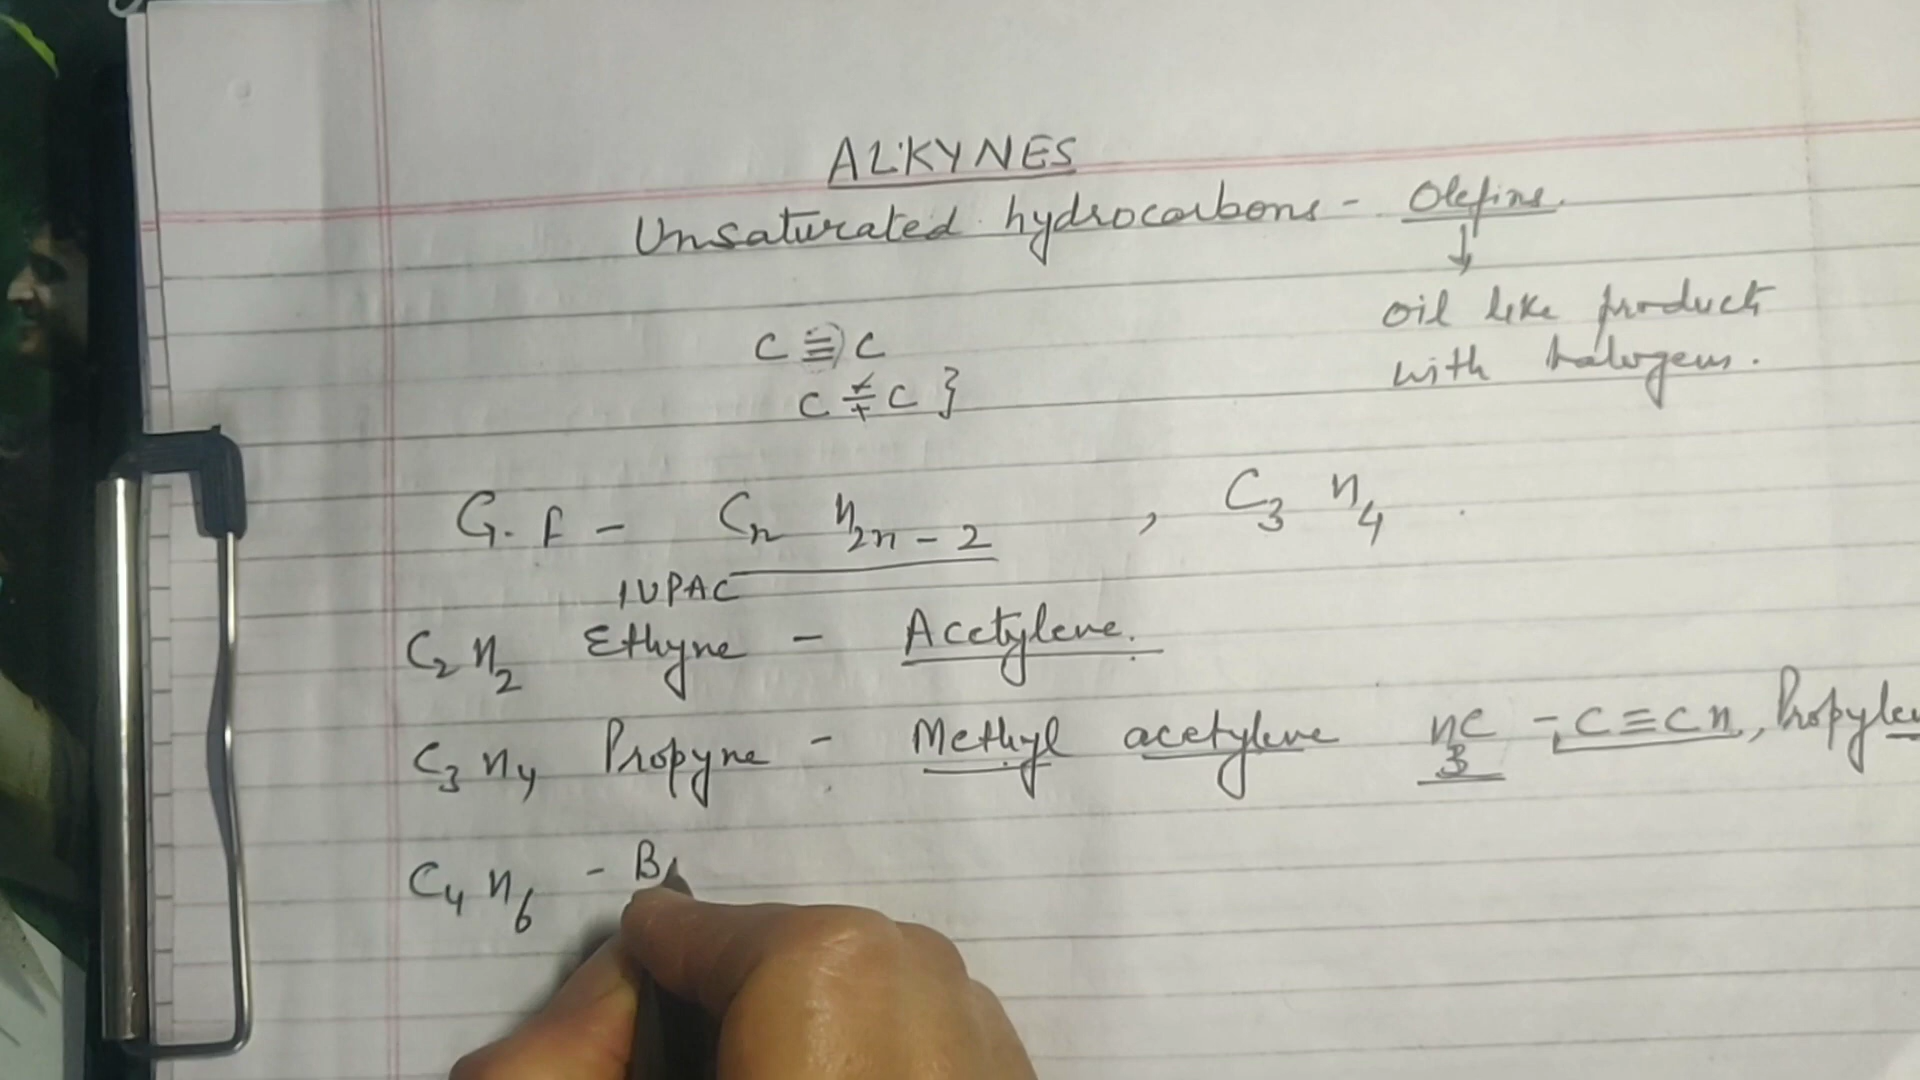 ALKYNES
Unsaturated hydrocarbons - Olefins.
↓
oil like product
with halogens.
C ≡ C
C ≡ C }
G. F - CnH2n-2 , C3H4 .
IUPAC
C2H2 Ethyne - Acetylene.
C3H4 Propyne - Methyl acetylene H3C - C≡CH,
C4H6 - B